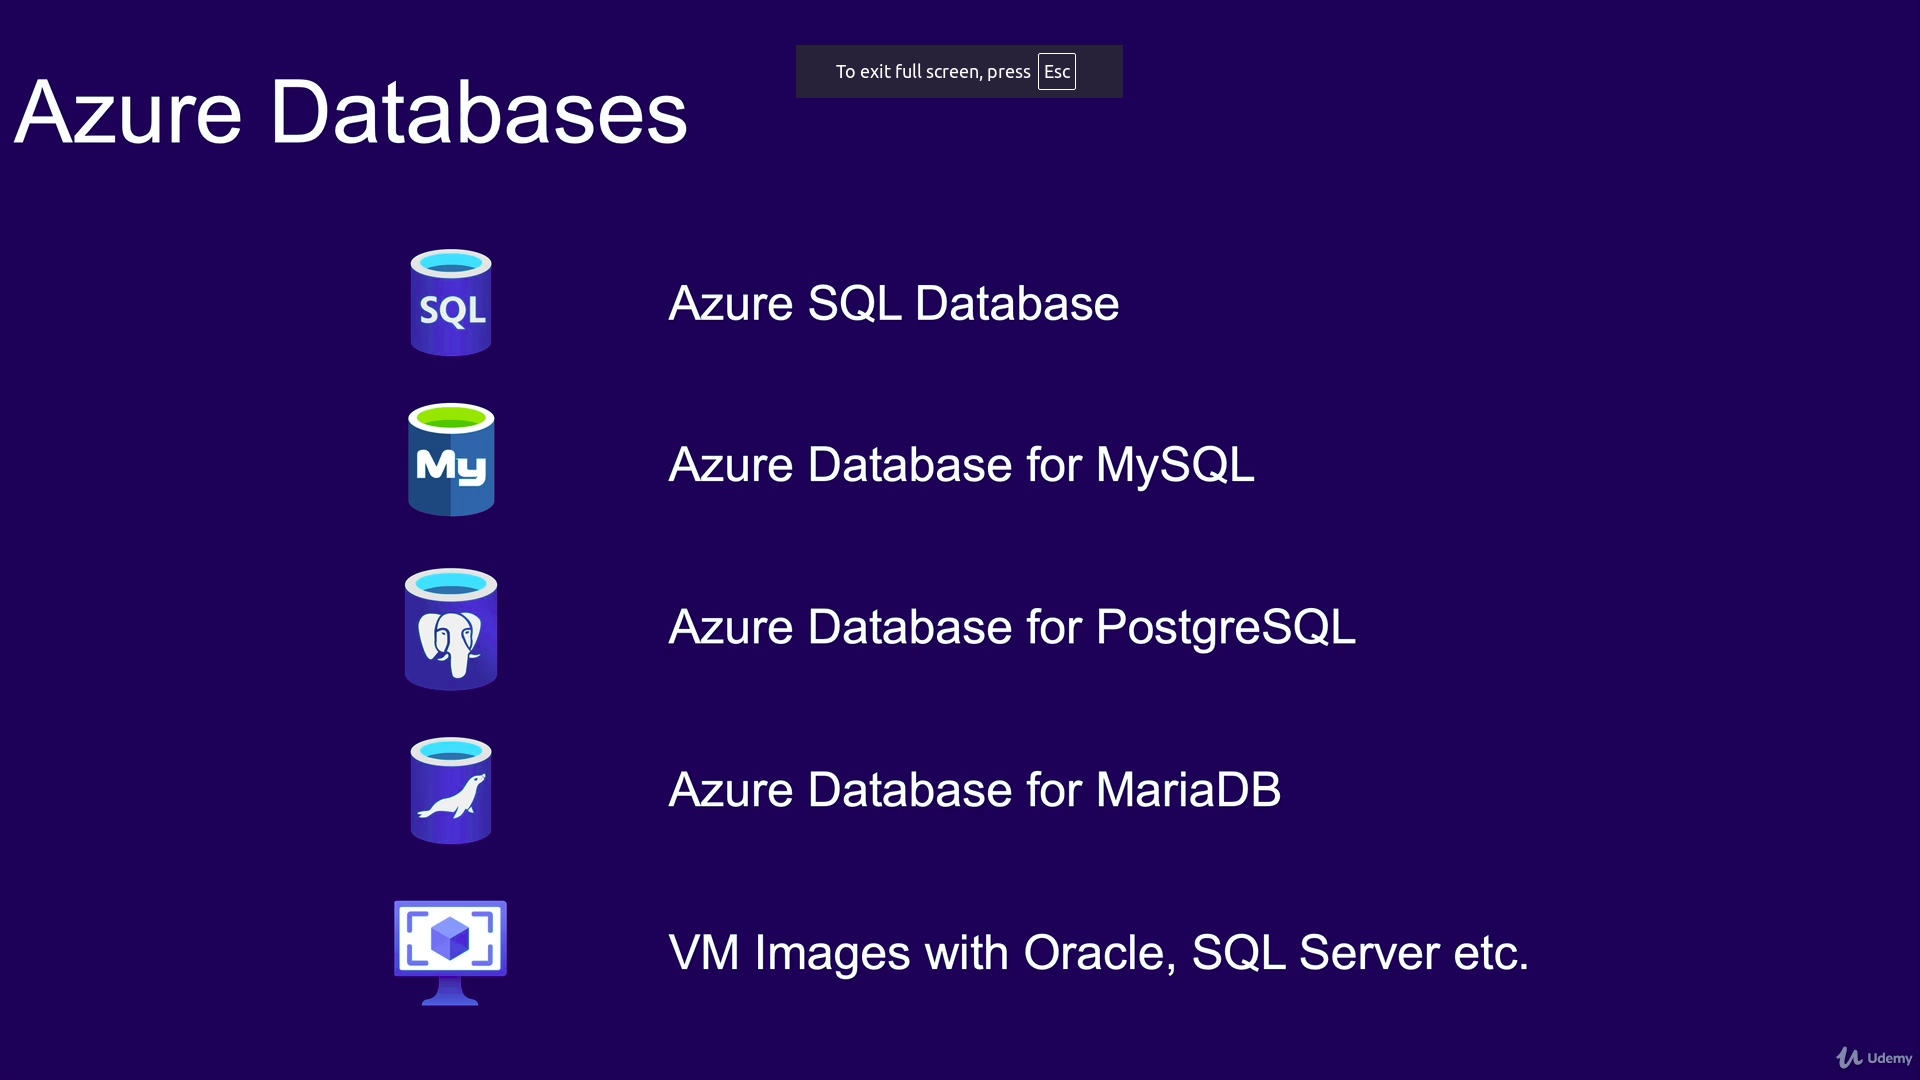 To exit full screen, press Esc
Azure Databases
SQL
Azure SQL Database
My
Azure Database for MySQL
Azure Database for PostgreSQL
Azure Database for MariaDB
VM Images with Oracle, SQL Server etc.
Udemy